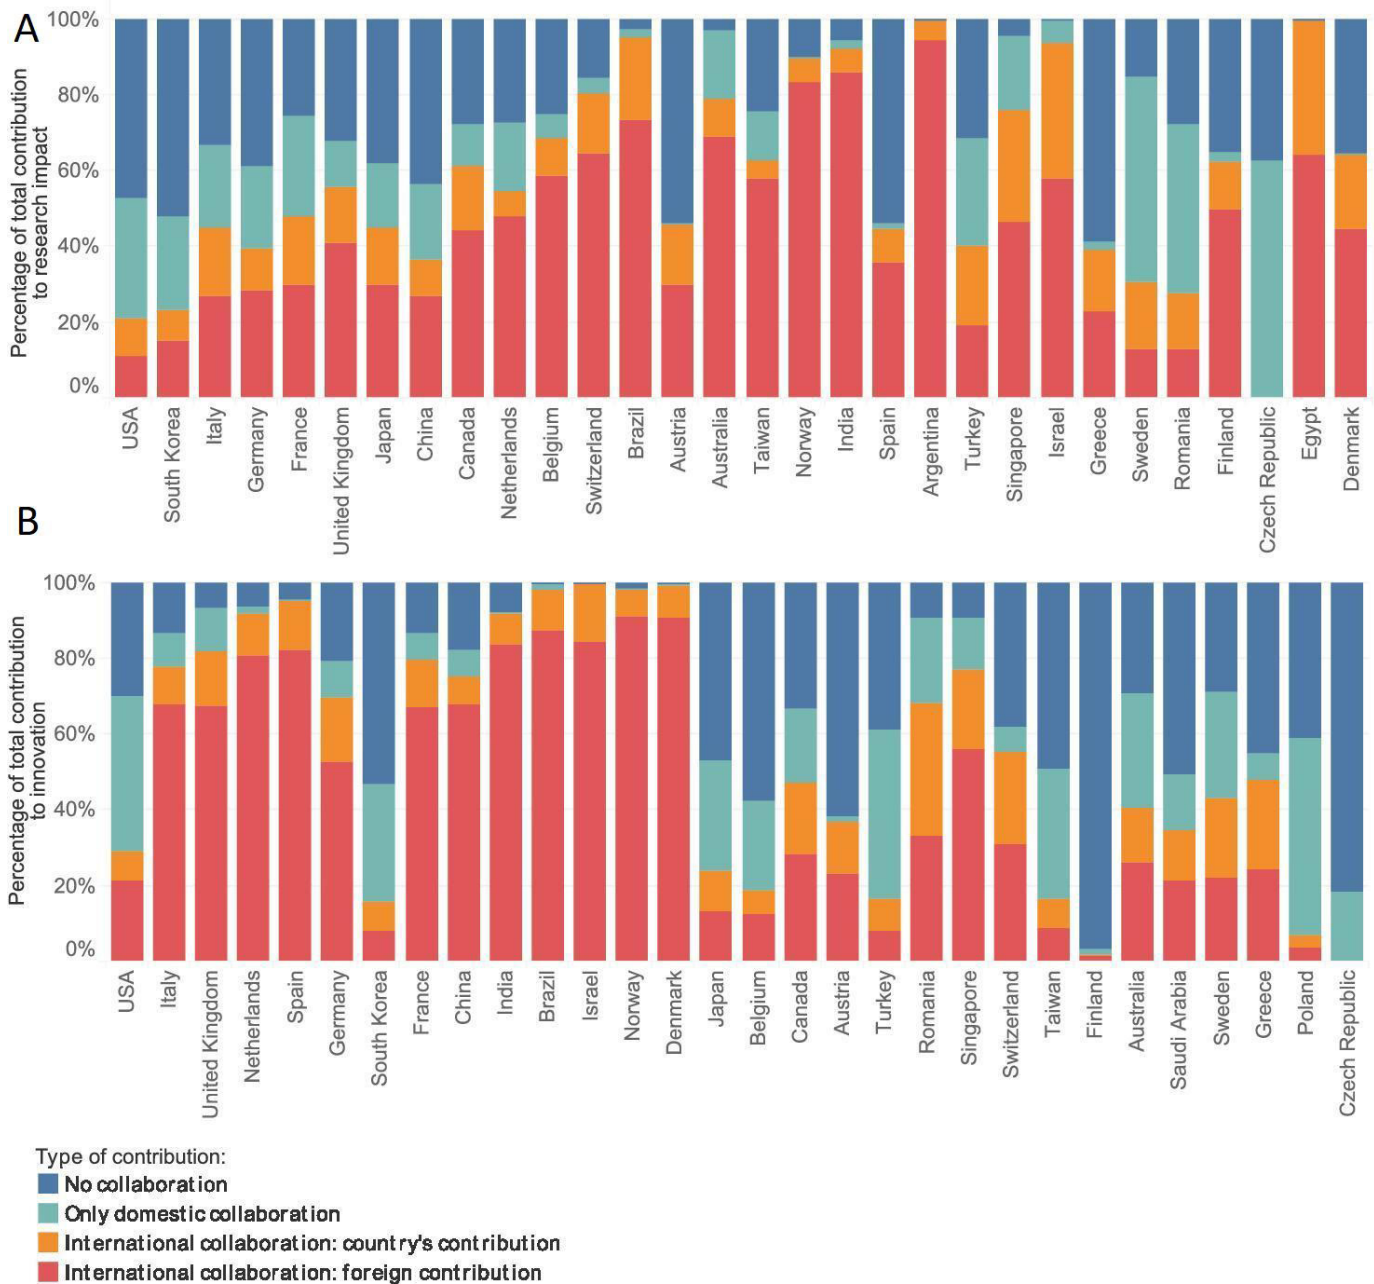 A
Percentage of total contribution
to research impact
100%
80%
60%
40%
20%
0%
USA
South Korea
Italy
Germany
France
United Kingdom
Japan
China
Canada
Netherlands
Belgium
Switzerland
Brazil
Austria
Australia
Taiwan
Norway
India
Spain
Argentina
Turkey
Singapore
Israel
Greece
Sweden
Romania
Finland
Czech Republic
Egypt
Denmark
B
Percentage of total contribution
to innovation
100%
80%
60%
40%
20%
0%
USA
Italy
United Kingdom
Netherlands
Spain
Germany
South Korea
France
China
India
Brazil
Israel
Norway
Denmark
Japan
Belgium
Canada
Austria
Turkey
Romania
Singapore
Switzerland
Taiwan
Finland
Australia
Saudi Arabia
Sweden
Greece
Poland
Czech Republic
Type of contribution:
No collaboration
Only domestic collaboration
International collaboration: country's contribution
International collaboration: foreign contribution